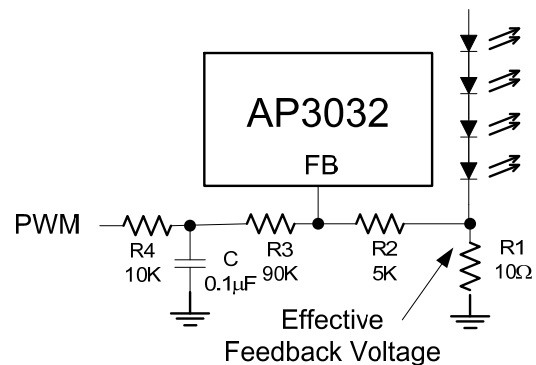 AP3032
FB
PWM
R4
10K
C
0.1μF
R3
90K
R2
5K
R1
10Ω
Effective
Feedback Voltage